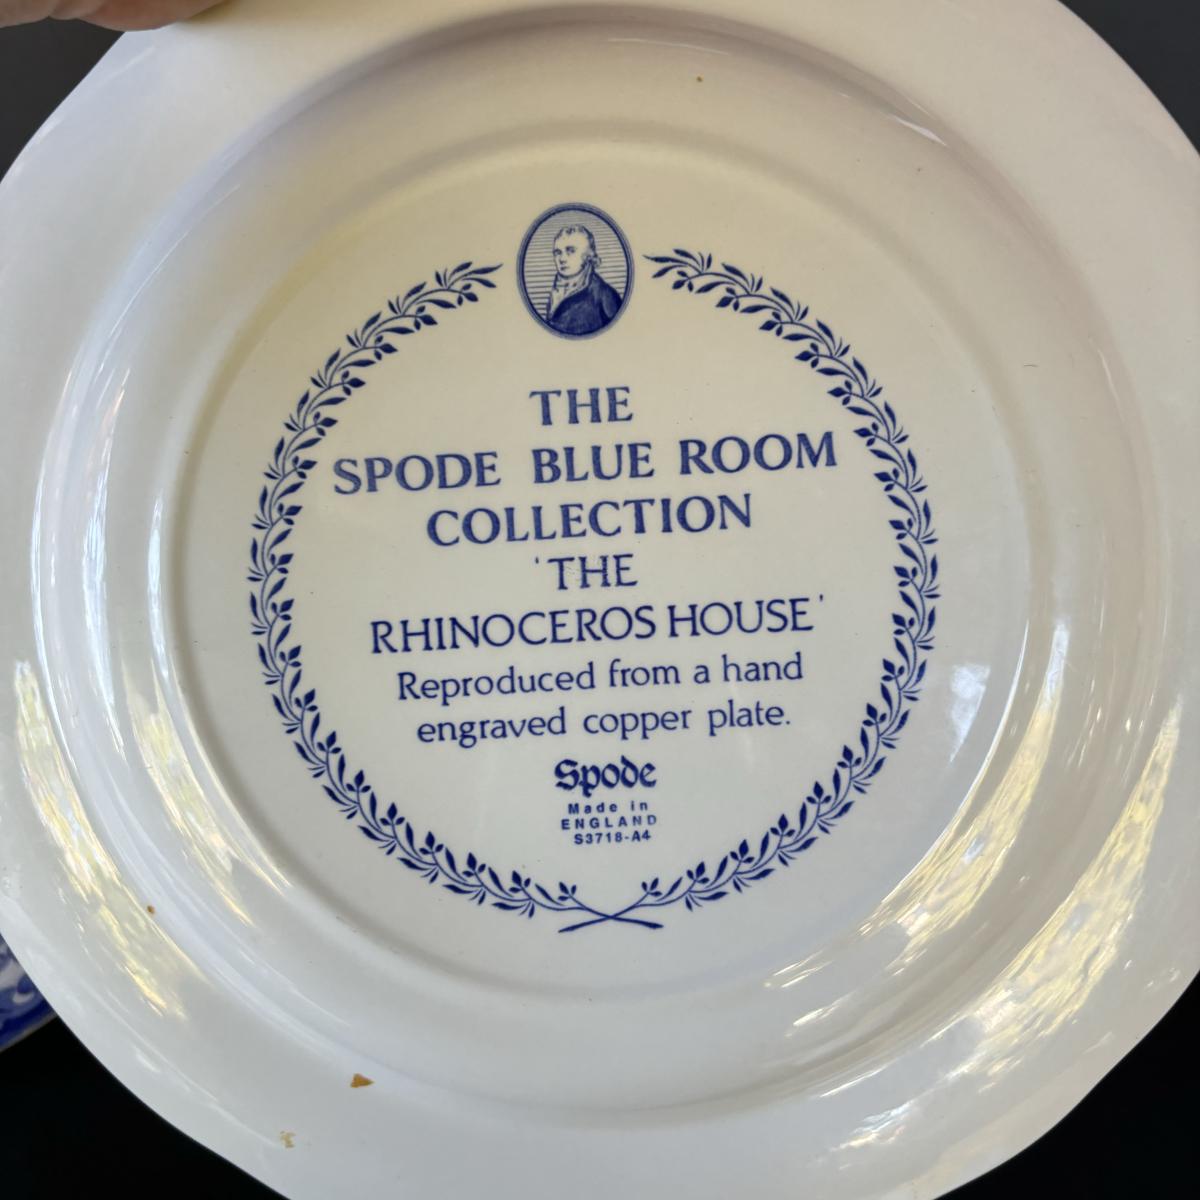 THE
SPODE BLUE ROOM
COLLECTION
'THE
RHINOCEROS HOUSE'
Reproduced from a hand
engraved copper plate.
Spode
Made in
ENGLAND
S3718-A4